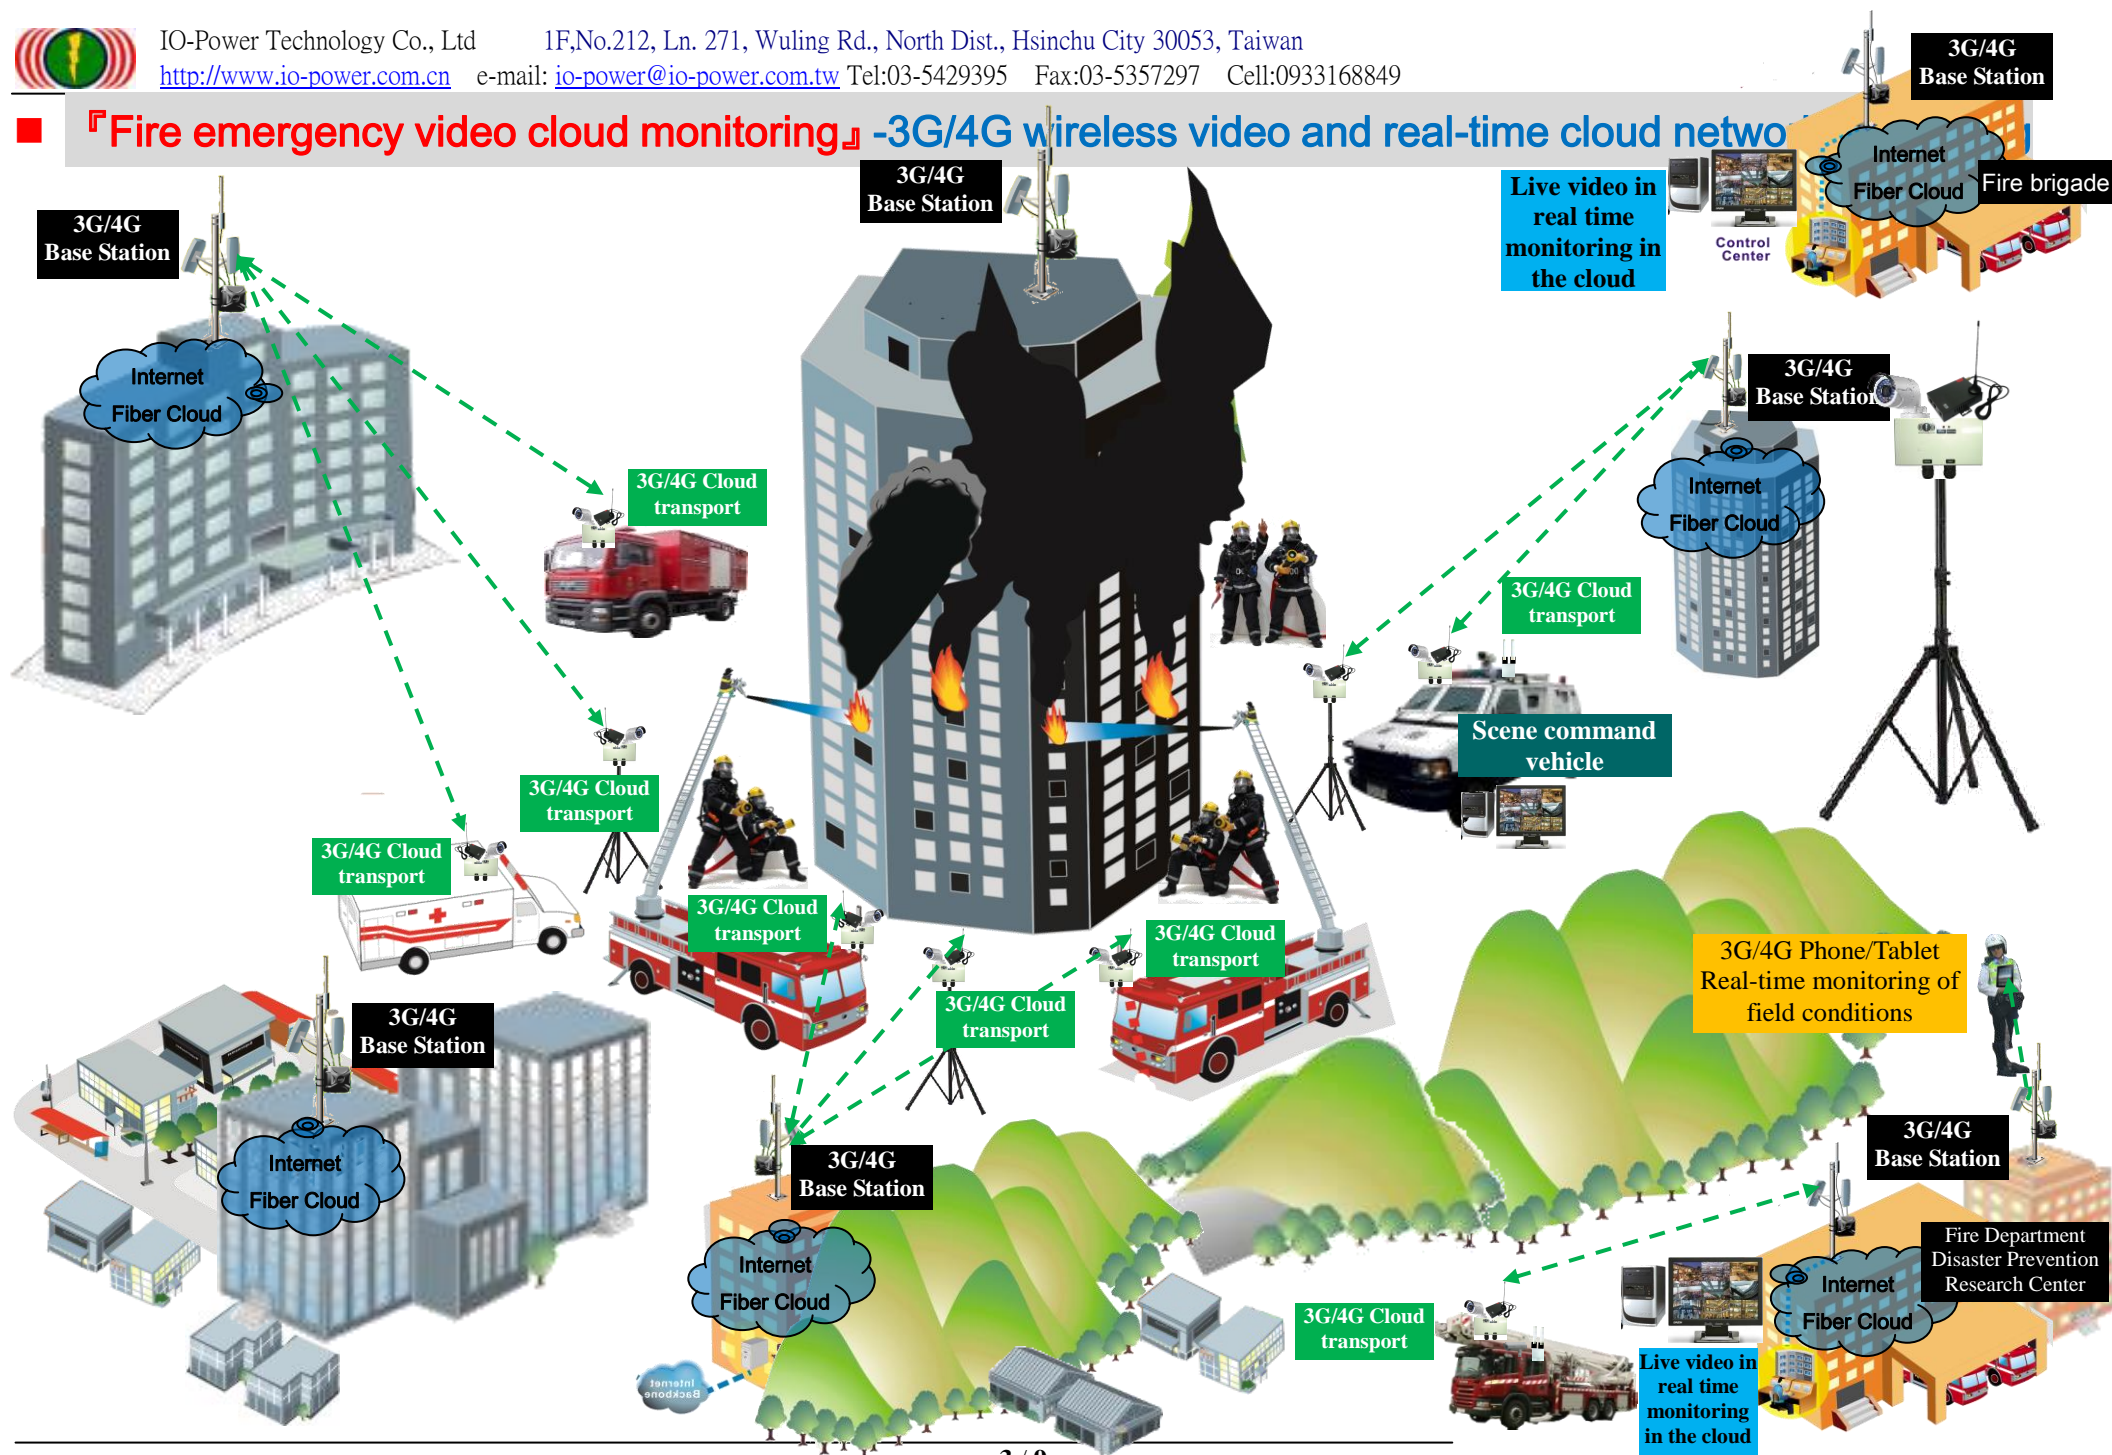 IO-Power Technology Co., Ltd 1F,No.212, Ln. 271, Wuling Rd., North Dist., Hsinchu City 30053, Taiwan
http://www.io-power.com.cn e-mail: io-power@io-power.com.tw Tel:03-5429395 Fax:03-5357297 Cell:0933168849
■ 『Fire emergency video cloud monitoring』-3G/4G wireless video and real-time cloud netwo
3G/4G
Base Station
Internet
Fiber Cloud
Fire brigade
Live video in
real time
monitoring in
the cloud
Control
Center
3G/4G
Base Station
3G/4G
Base Station
Internet
Fiber Cloud
3G/4G
Base Station
Internet
Fiber Cloud
3G/4G Cloud
transport
3G/4G Cloud
transport
Scene command
vehicle
3G/4G Cloud
transport
3G/4G Cloud
transport
3G/4G Cloud
transport
3G/4G Cloud
transport
3G/4G Cloud
transport
3G/4G Phone/Tablet
Real-time monitoring of
field conditions
3G/4G
Base Station
Internet
Fiber Cloud
3G/4G
Base Station
Internet
Fiber Cloud
Internet
Backbone
3G/4G
Base Station
Fire Department
Disaster Prevention
Research Center
Internet
Fiber Cloud
3G/4G Cloud
transport
Live video in
real time
monitoring
in the cloud
3 / 9